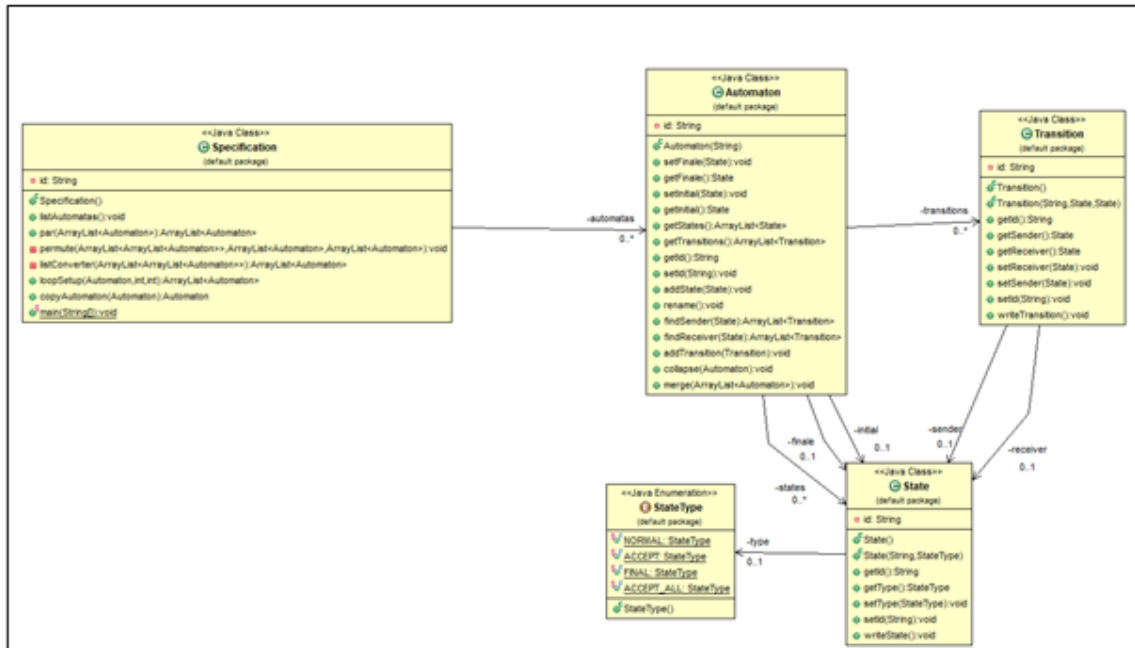 <<Java Class>>
Specification
(default package)
id: String
Specification()
listAutomatas():void
par(ArrayList<Automaton>):ArrayList<Automaton>
permute(ArrayList<ArrayList<Automaton>>,ArrayList<Automaton>,ArrayList<Automaton>):void
listConverter(ArrayList<ArrayList<Automaton>>):ArrayList<Automaton>
loopSetup(Automaton,int,int):ArrayList<Automaton>
copyAutomaton(Automaton):Automaton
main(String[]):void
-automatas
0..*
<<Java Class>>
Automaton
(default package)
id: String
Automaton(String)
setFinale(State):void
getFinale():State
setInitial(State):void
getInitial():State
getStates():ArrayList<State>
getTransitions():ArrayList<Transition>
getId():String
setId(String):void
addState(State):void
rename():void
findSender(State):ArrayList<Transition>
findReceiver(State):ArrayList<Transition>
addTransition(Transition):void
collapse(Automaton):void
merge(ArrayList<Automaton>):void
-transitions
0..*
<<Java Class>>
Transition
(default package)
id: String
Transition()
Transition(String,State,State)
getId():String
getSender():State
getReceiver():State
setReceiver(State):void
setSender(State):void
setId(String):void
writeTransition():void
-finale
0..1
-initial
0..1
-sender
0..1
-receiver
0..1
-states
0..*
<<Java Enumeration>>
StateType
(default package)
NORMAL: StateType
ACCEPT: StateType
FINAL: StateType
ACCEPT_ALL: StateType
StateType()
-type
0..1
<<Java Class>>
State
(default package)
id: String
State()
State(String,StateType)
getId():String
getType():StateType
setType(StateType):void
setId(String):void
writeState():void